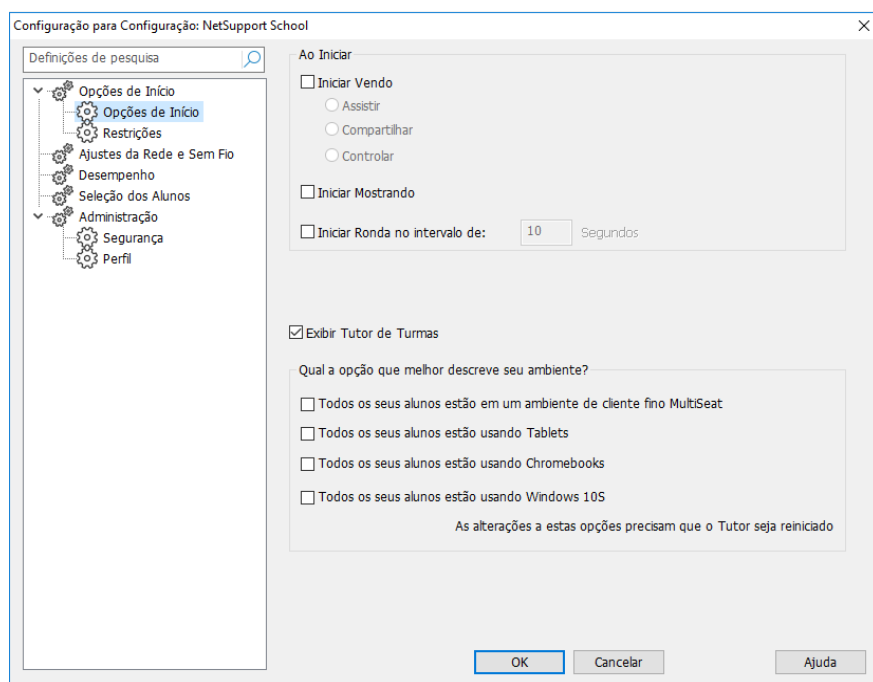 Configuração para Configuração: NetSupport School
Definições de pesquisa
Opções de Início
Opções de Início
Restrições
Ajustes da Rede e Sem Fio
Desempenho
Seleção dos Alunos
Administração
Segurança
Perfil
Ao Iniciar
Iniciar Vendo
Assistir
Compartilhar
Controlar
Iniciar Mostrando
Iniciar Ronda no intervalo de: 10 Segundos
Exibir Tutor de Turmas
Qual a opção que melhor descreve seu ambiente?
Todos os seus alunos estão em um ambiente de cliente fino MultiSeat
Todos os seus alunos estão usando Tablets
Todos os seus alunos estão usando Chromebooks
Todos os seus alunos estão usando Windows 10S
As alterações a estas opções precisam que o Tutor seja reiniciado
OK Cancelar Ajuda